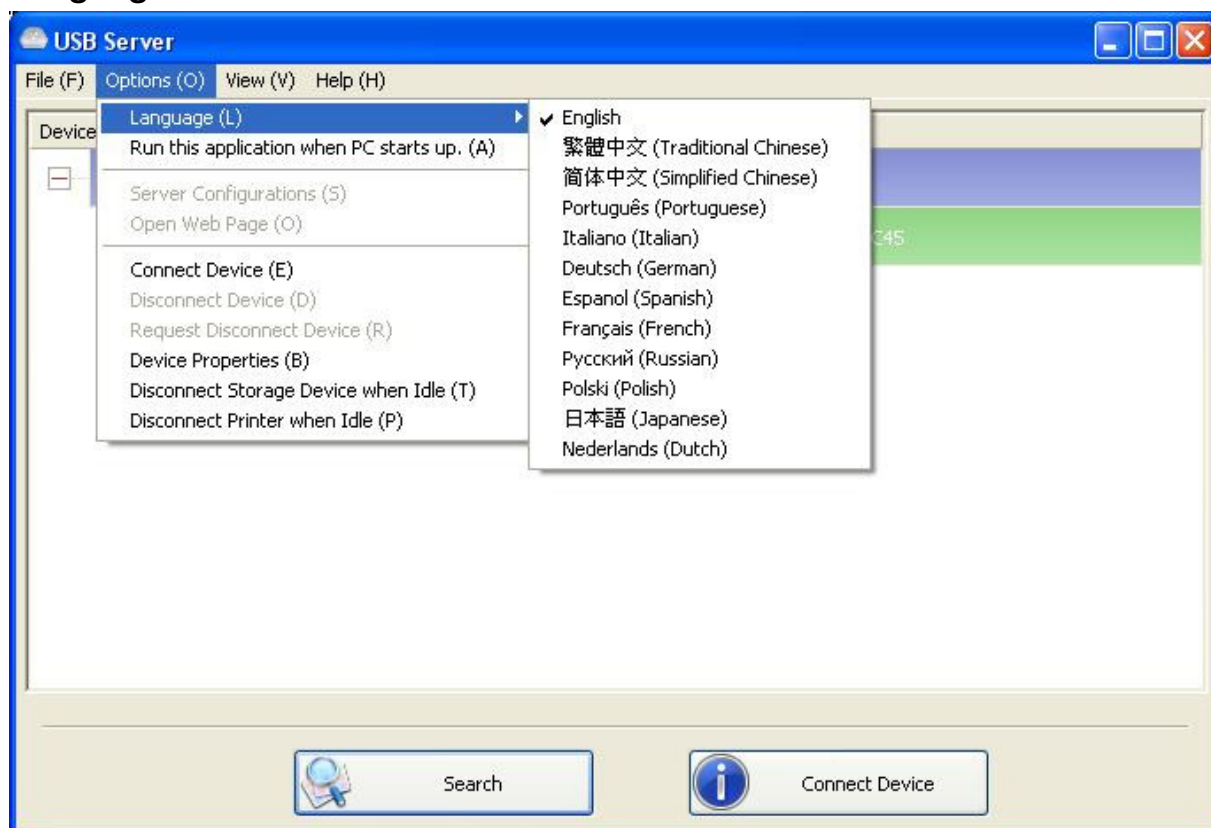 USB Server
File (F) Options (O) View (V) Help (H)
Device
Language (L)
Run this application when PC starts up. (A)
Server Configurations (S)
Open Web Page (O)
Connect Device (E)
Disconnect Device (D)
Request Disconnect Device (R)
Device Properties (B)
Disconnect Storage Device when Idle (T)
Disconnect Printer when Idle (P)
English
繁體中文 (Traditional Chinese)
简体中文 (Simplified Chinese)
Português (Portuguese)
Italiano (Italian)
Deutsch (German)
Espanol (Spanish)
Français (French)
Русский (Russian)
Polski (Polish)
日本語 (Japanese)
Nederlands (Dutch)
C45
Search
Connect Device